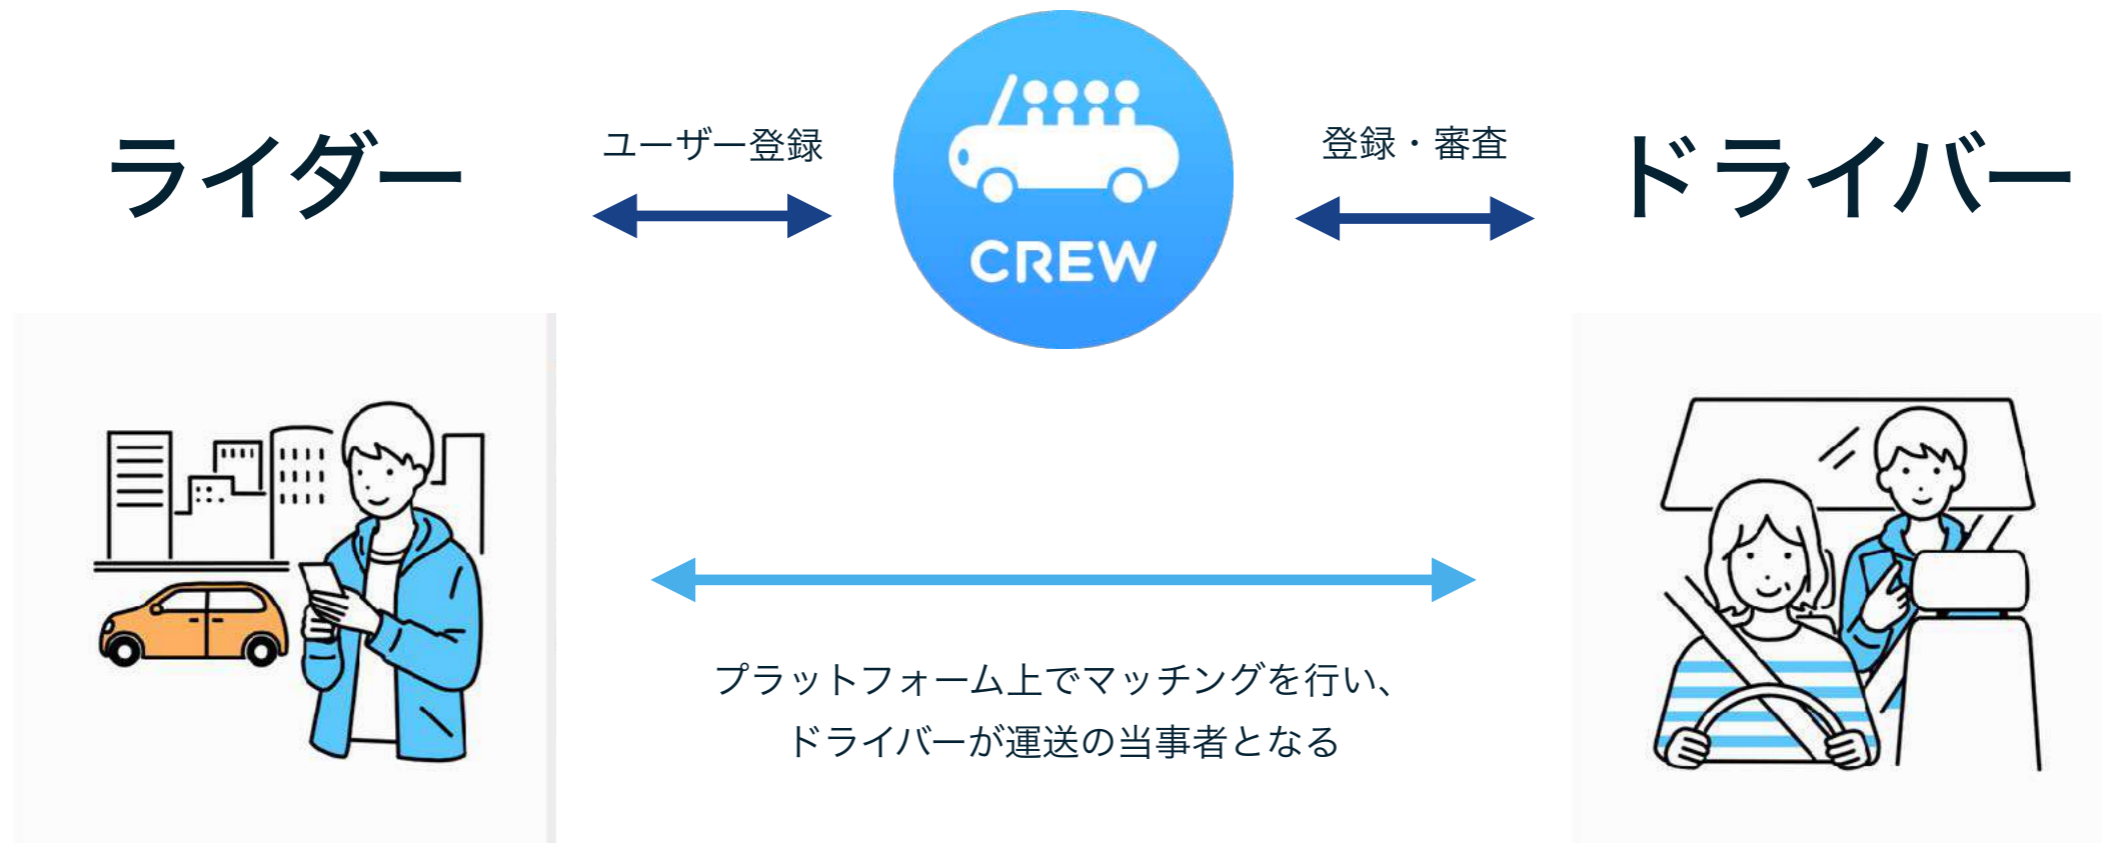 ライダー
ユーザー登録
CREW
登録・審査
ドライバー
プラットフォーム上でマッチングを行い、
ドライバーが運送の当事者となる